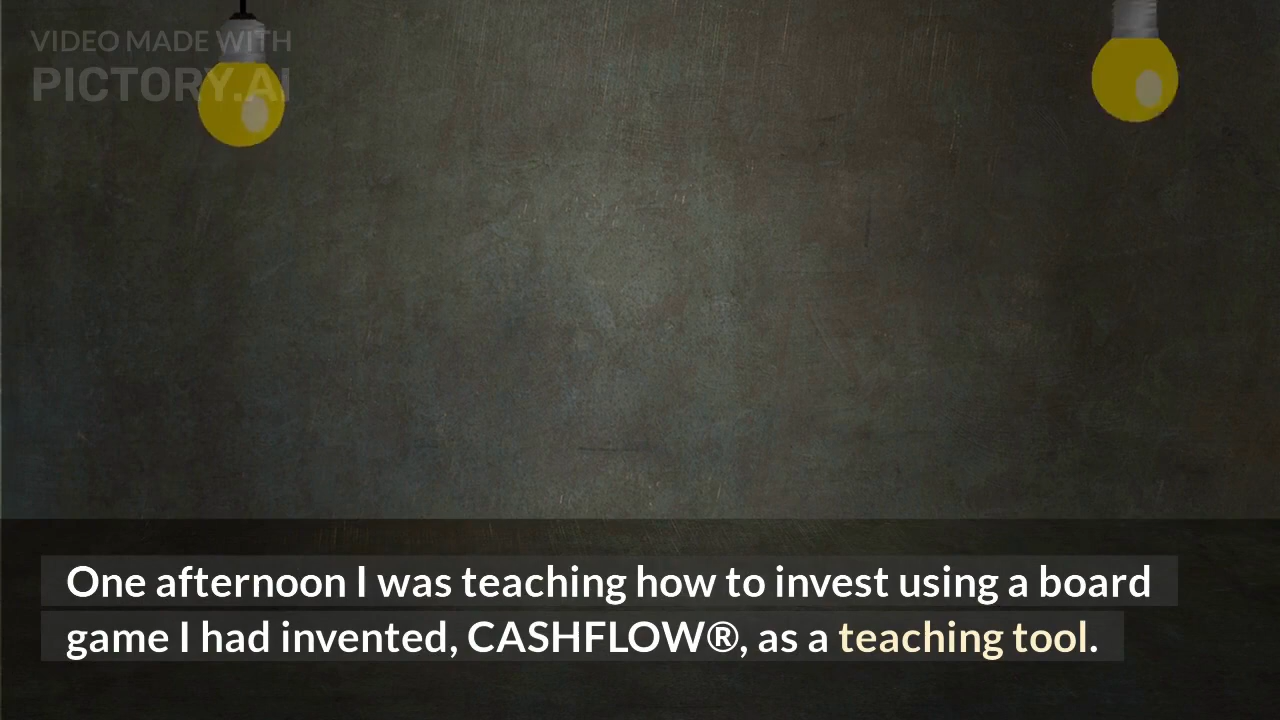 VIDEO MADE WITH
PICTORY.AI
One afternoon I was teaching how to invest using a board
game I had invented, CASHFLOW®, as a teaching tool.